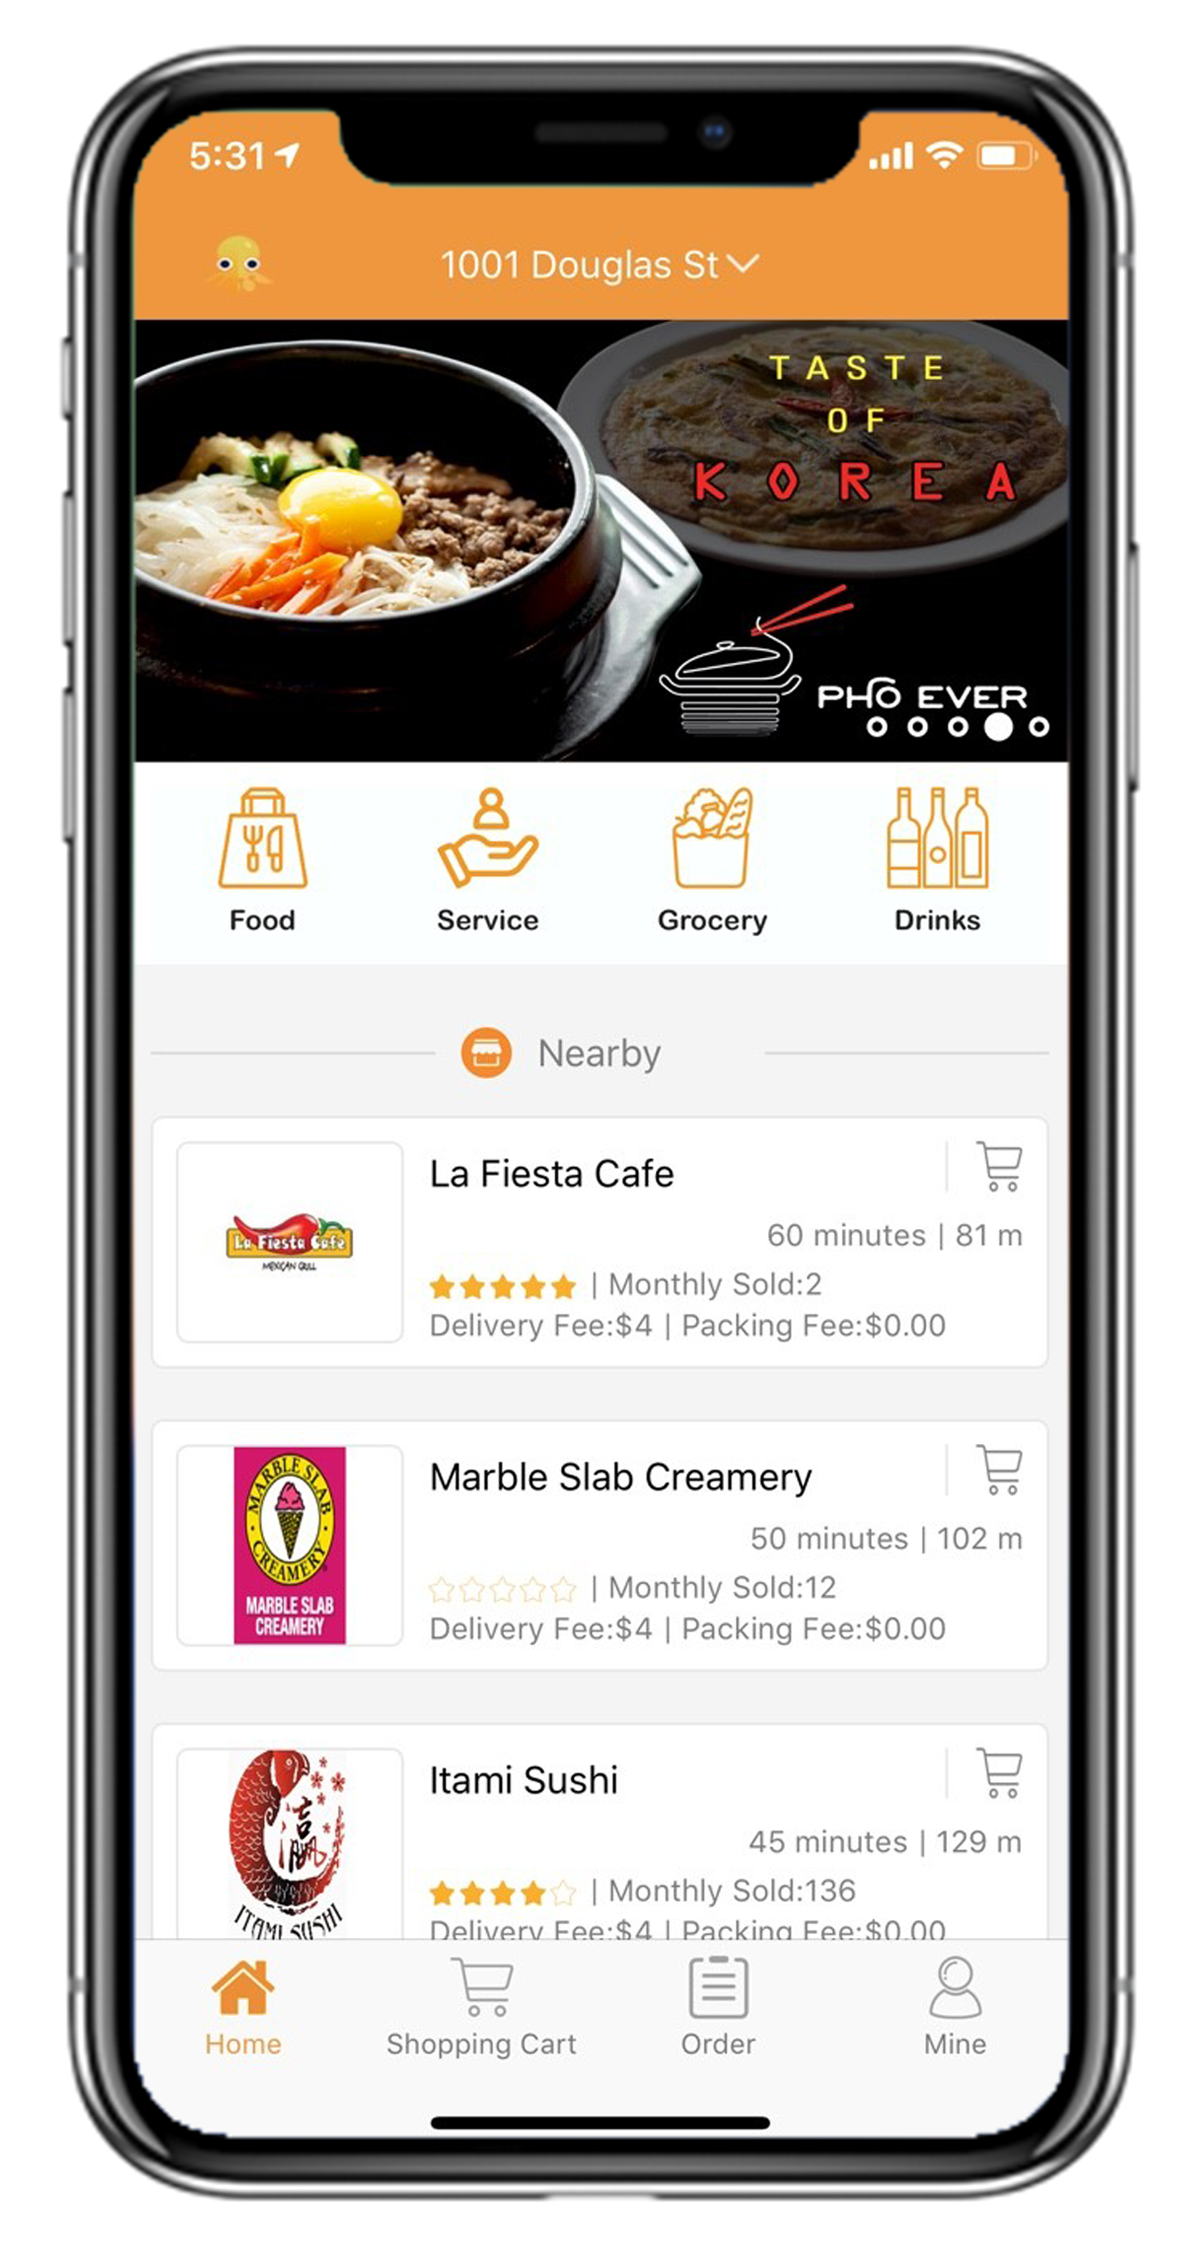 5:31
1001 Douglas St
TASTE
OF
KOREA
PHO EVER
Food
Service
Grocery
Drinks
Nearby
La Fiesta Cafe
MEXICAN GRILL
La Fiesta Cafe
60 minutes | 81 m
| Monthly Sold:2
Delivery Fee:$4 | Packing Fee:$0.00
MARBLE SLAB
CREAMERY
MARBLE SLAB
CREAMERY
Marble Slab Creamery
50 minutes | 102 m
| Monthly Sold:12
Delivery Fee:$4 | Packing Fee:$0.00
ITAMI SUSHI
Itami Sushi
45 minutes | 129 m
| Monthly Sold:136
Delivery Fee:$4 | Packing Fee:$0.00
Home
Shopping Cart
Order
Mine